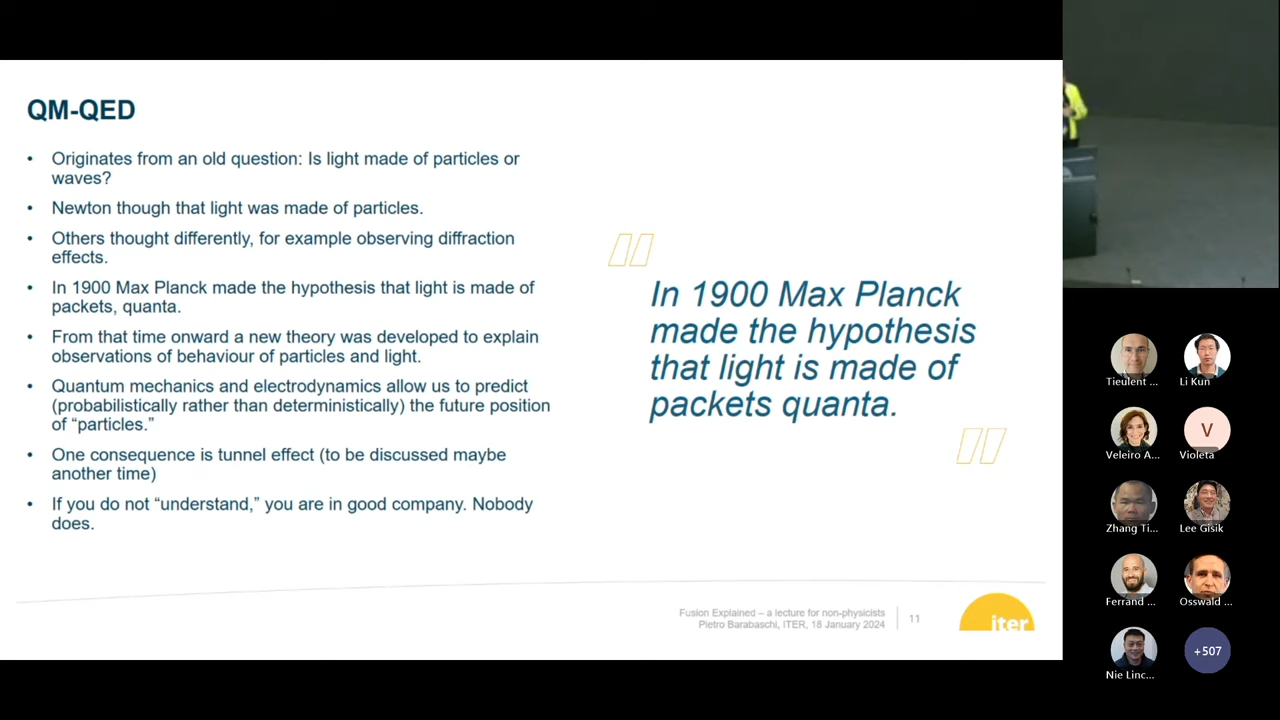 QM-QED
• Originates from an old question: Is light made of particles or
waves?
• Newton though that light was made of particles.
• Others thought differently, for example observing diffraction
effects.
• In 1900 Max Planck made the hypothesis that light is made of
packets, quanta.
• From that time onward a new theory was developed to explain
observations of behaviour of particles and light.
• Quantum mechanics and electrodynamics allow us to predict
(probabilistically rather than deterministically) the future position
of “particles.”
• One consequence is tunnel effect (to be discussed maybe
another time)
• If you do not “understand,” you are in good company. Nobody
does.
In 1900 Max Planck
made the hypothesis
that light is made of
packets quanta.
Fusion Explained – a lecture for non-physicists
Pietro Barabaschi, ITER, 18 January 2024
11
iter
Tieulent ...
Li Kun
Veleiro A...
V
Violeta
Zhang Ti...
Lee Gisik
Ferrand ...
Osswald ...
Nie Linc...
+507